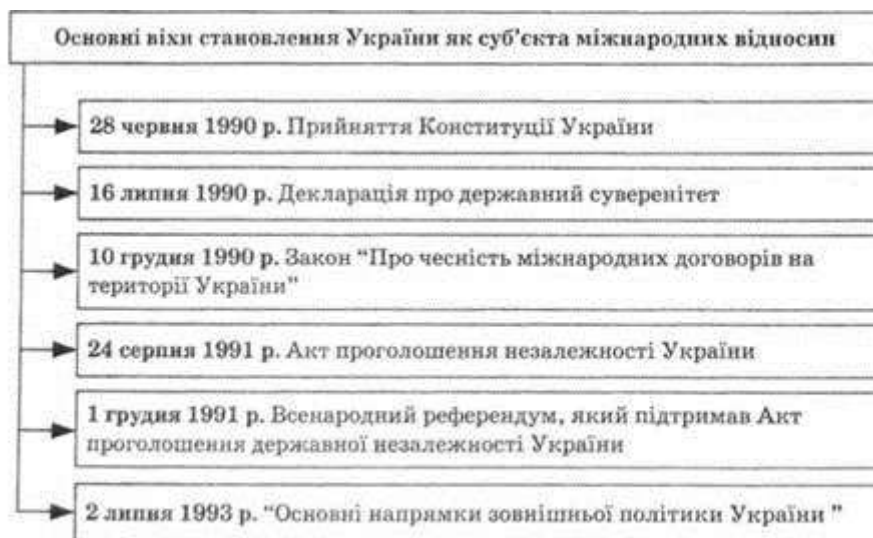 Основні віхи становлення України як суб'єкта міжнародних відносин
28 червня 1990 р. Прийняття Конституції України
16 липня 1990 р. Декларація про державний суверенітет
10 грудня 1990 р. Закон “Про чесність міжнародних договорів на
території України”
24 серпня 1991 р. Акт проголошення незалежності України
1 грудня 1991 р. Всенародний референдум, який підтримав Акт
проголошення державної незалежності України
2 липня 1993 р. “Основні напрямки зовнішньої політики України ”